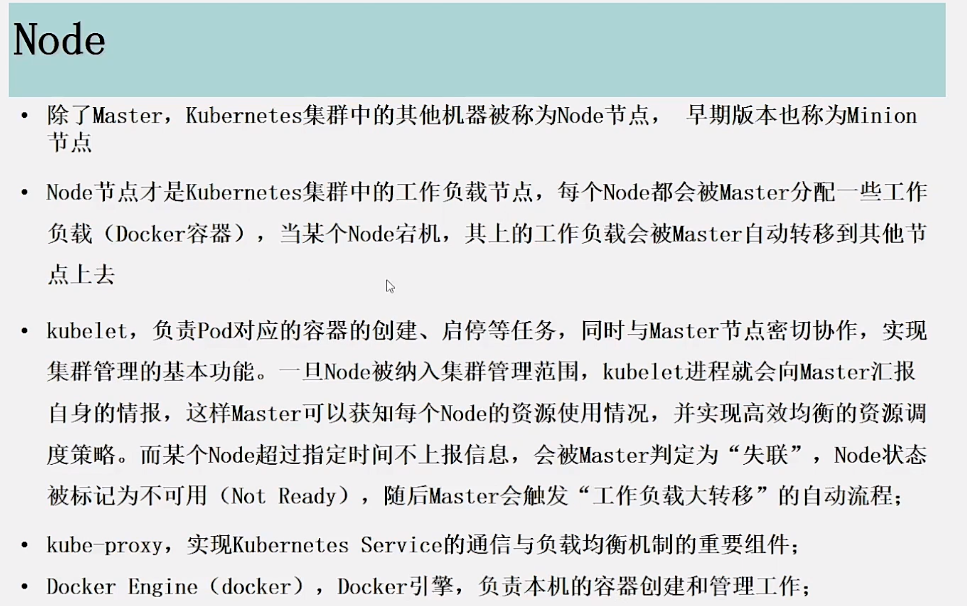 Node
• 除了Master，Kubernetes集群中的其他机器被称为Node节点， 早期版本也称为Minion
节点
• Node节点才是Kubernetes集群中的工作负载节点，每个Node都会被Master分配一些工作
负载（Docker容器），当某个Node宕机，其上的工作负载会被Master自动转移到其他节
点上去
• kubelet，负责Pod对应的容器的创建、启停等任务，同时与Master节点密切协作，实现
集群管理的基本功能。一旦Node被纳入集群管理范围，kubelet进程就会向Master汇报
自身的情报，这样Master可以获知每个Node的资源使用情况，并实现高效均衡的资源调
度策略。而某个Node超过指定时间不上报信息，会被Master判定为“失联”，Node状态
被标记为不可用（Not Ready），随后Master会触发“工作负载大转移”的自动流程；
• kube-proxy，实现Kubernetes Service的通信与负载均衡机制的重要组件；
• Docker Engine（docker），Docker引擎，负责本机的容器创建和管理工作；